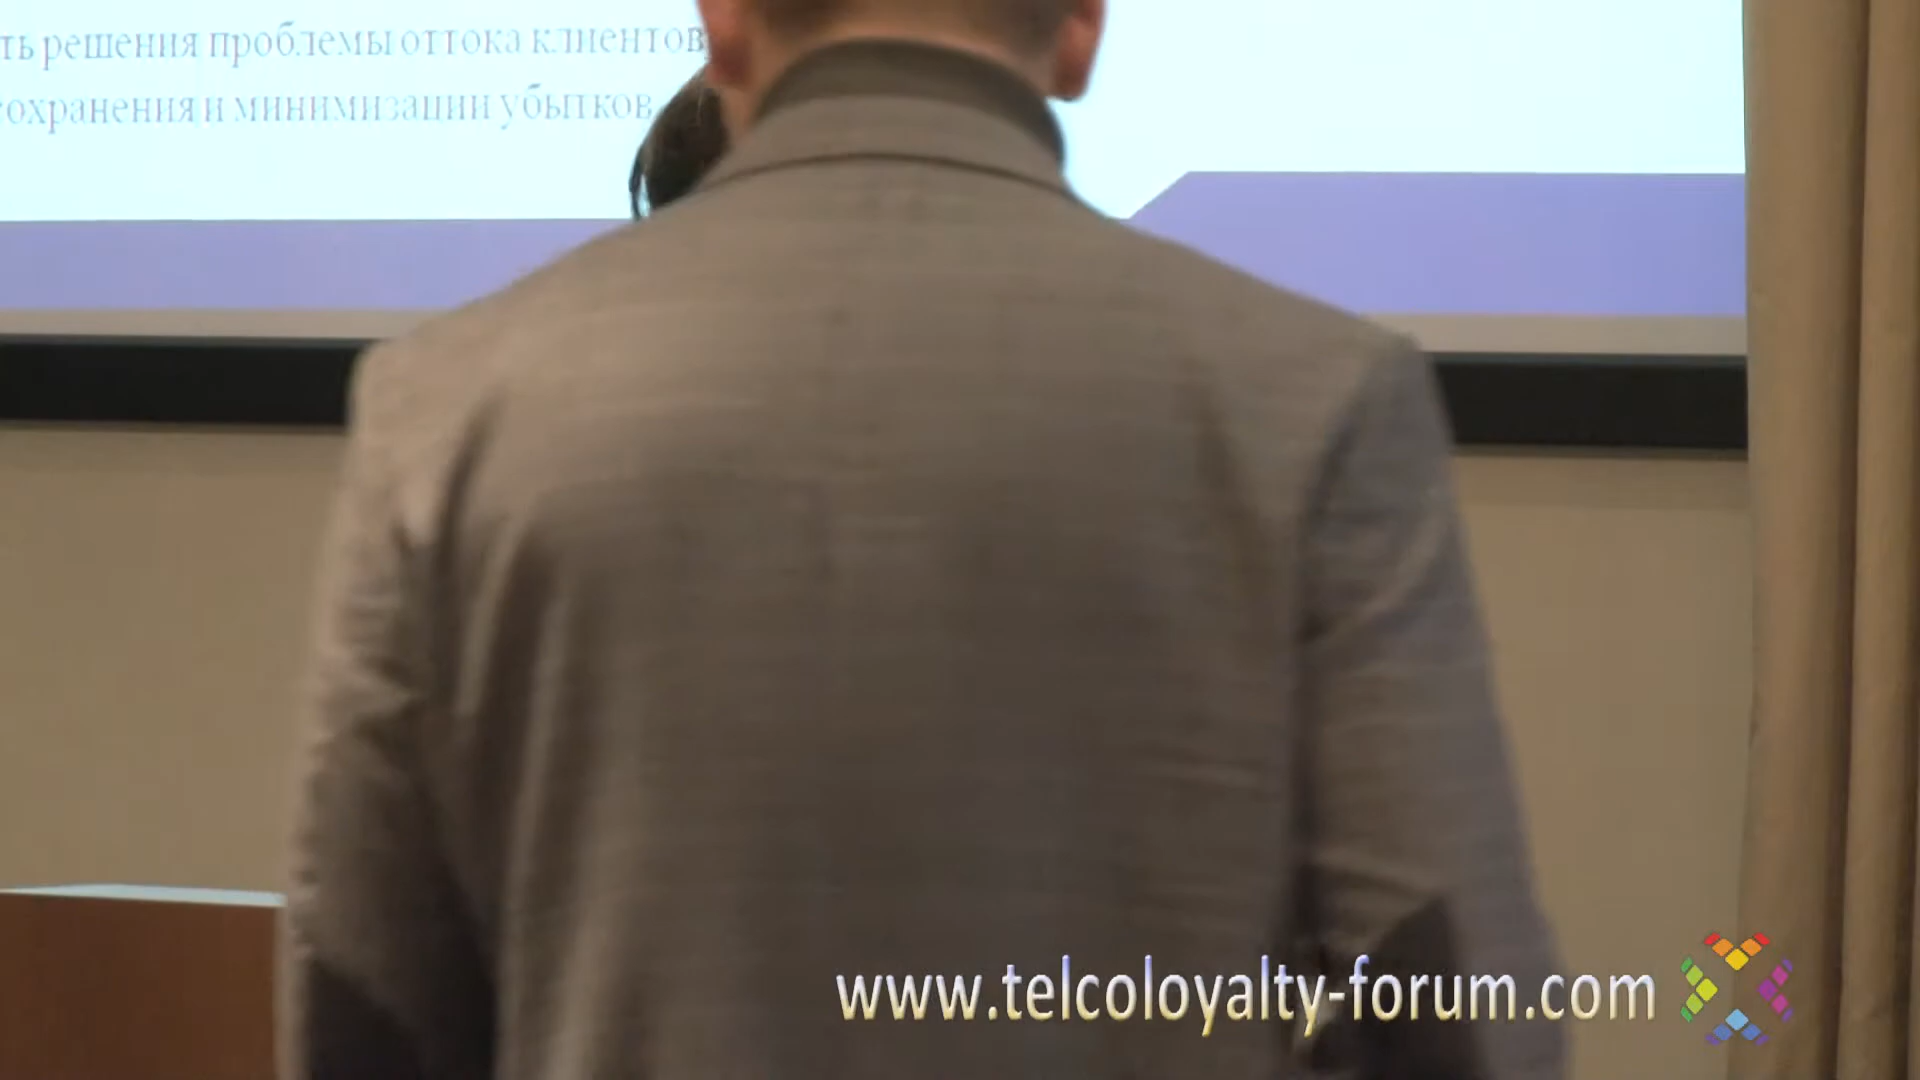 ть решения проблемы оттока клиентов
сохранения и минимизации убытков
www.telcoloyalty-forum.com